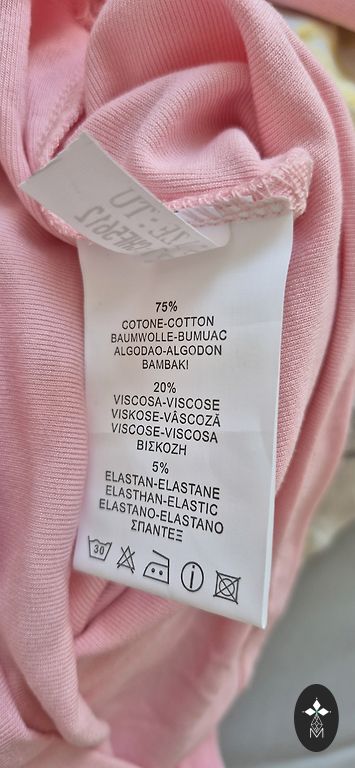 75%
COTONE-COTTON
BAUMWOLLE-BUMUAC
ALGODAO-ALGODON
BAMBAKI
20%
VISCOSA-VISCOSE
VISKOSE-VÂSCOZĂ
VISCOSE-VISCOSA
ΒΙΣΚΟΖΗ
5%
ELASTAN-ELASTANE
ELASTHAN-ELASTIC
ELASTANO-ELASTANO
ΣΠΑΝΤΕΞ
30